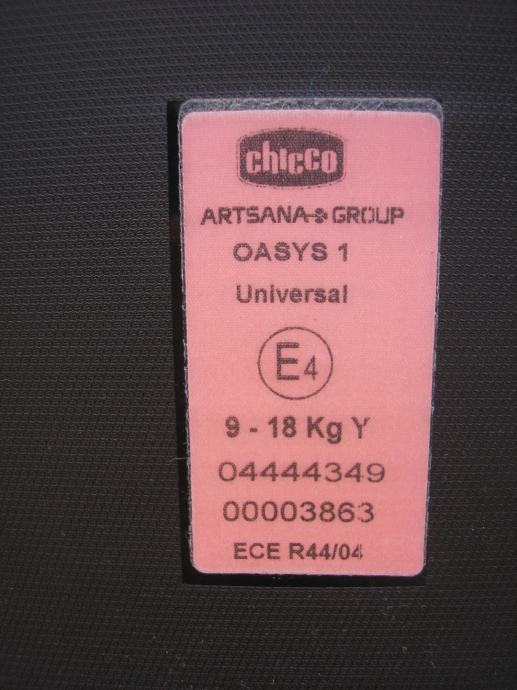 chicco
ARTSANA GROUP
OASYS 1
Universal
E4
9 - 18 Kg Y
04444349
00003863
ECE R44/04